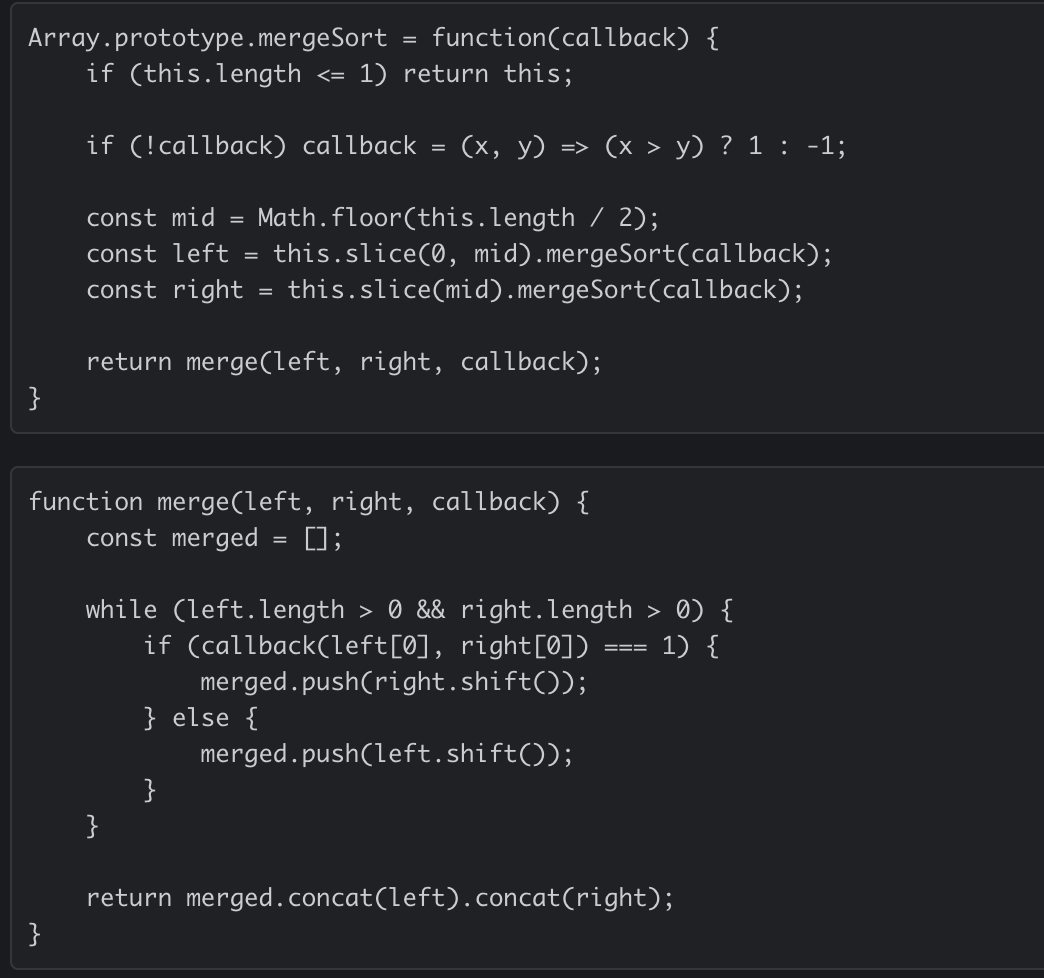 Array.prototype.mergeSort = function(callback) {
    if (this.length <= 1) return this;

    if (!callback) callback = (x, y) => (x > y) ? 1 : -1;

    const mid = Math.floor(this.length / 2);
    const left = this.slice(0, mid).mergeSort(callback);
    const right = this.slice(mid).mergeSort(callback);

    return merge(left, right, callback);
}

function merge(left, right, callback) {
    const merged = [];

    while (left.length > 0 && right.length > 0) {
        if (callback(left[0], right[0]) === 1) {
            merged.push(right.shift());
        } else {
            merged.push(left.shift());
        }
    }

    return merged.concat(left).concat(right);
}